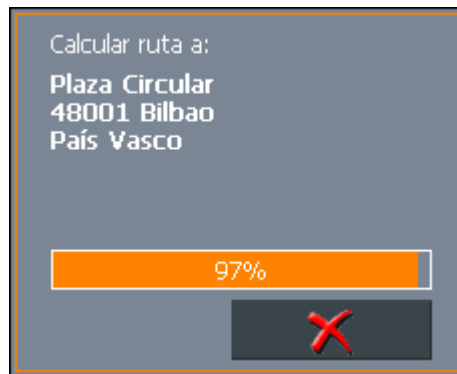 Calcular ruta a:
Plaza Circular
48001 Bilbao
País Vasco
97%